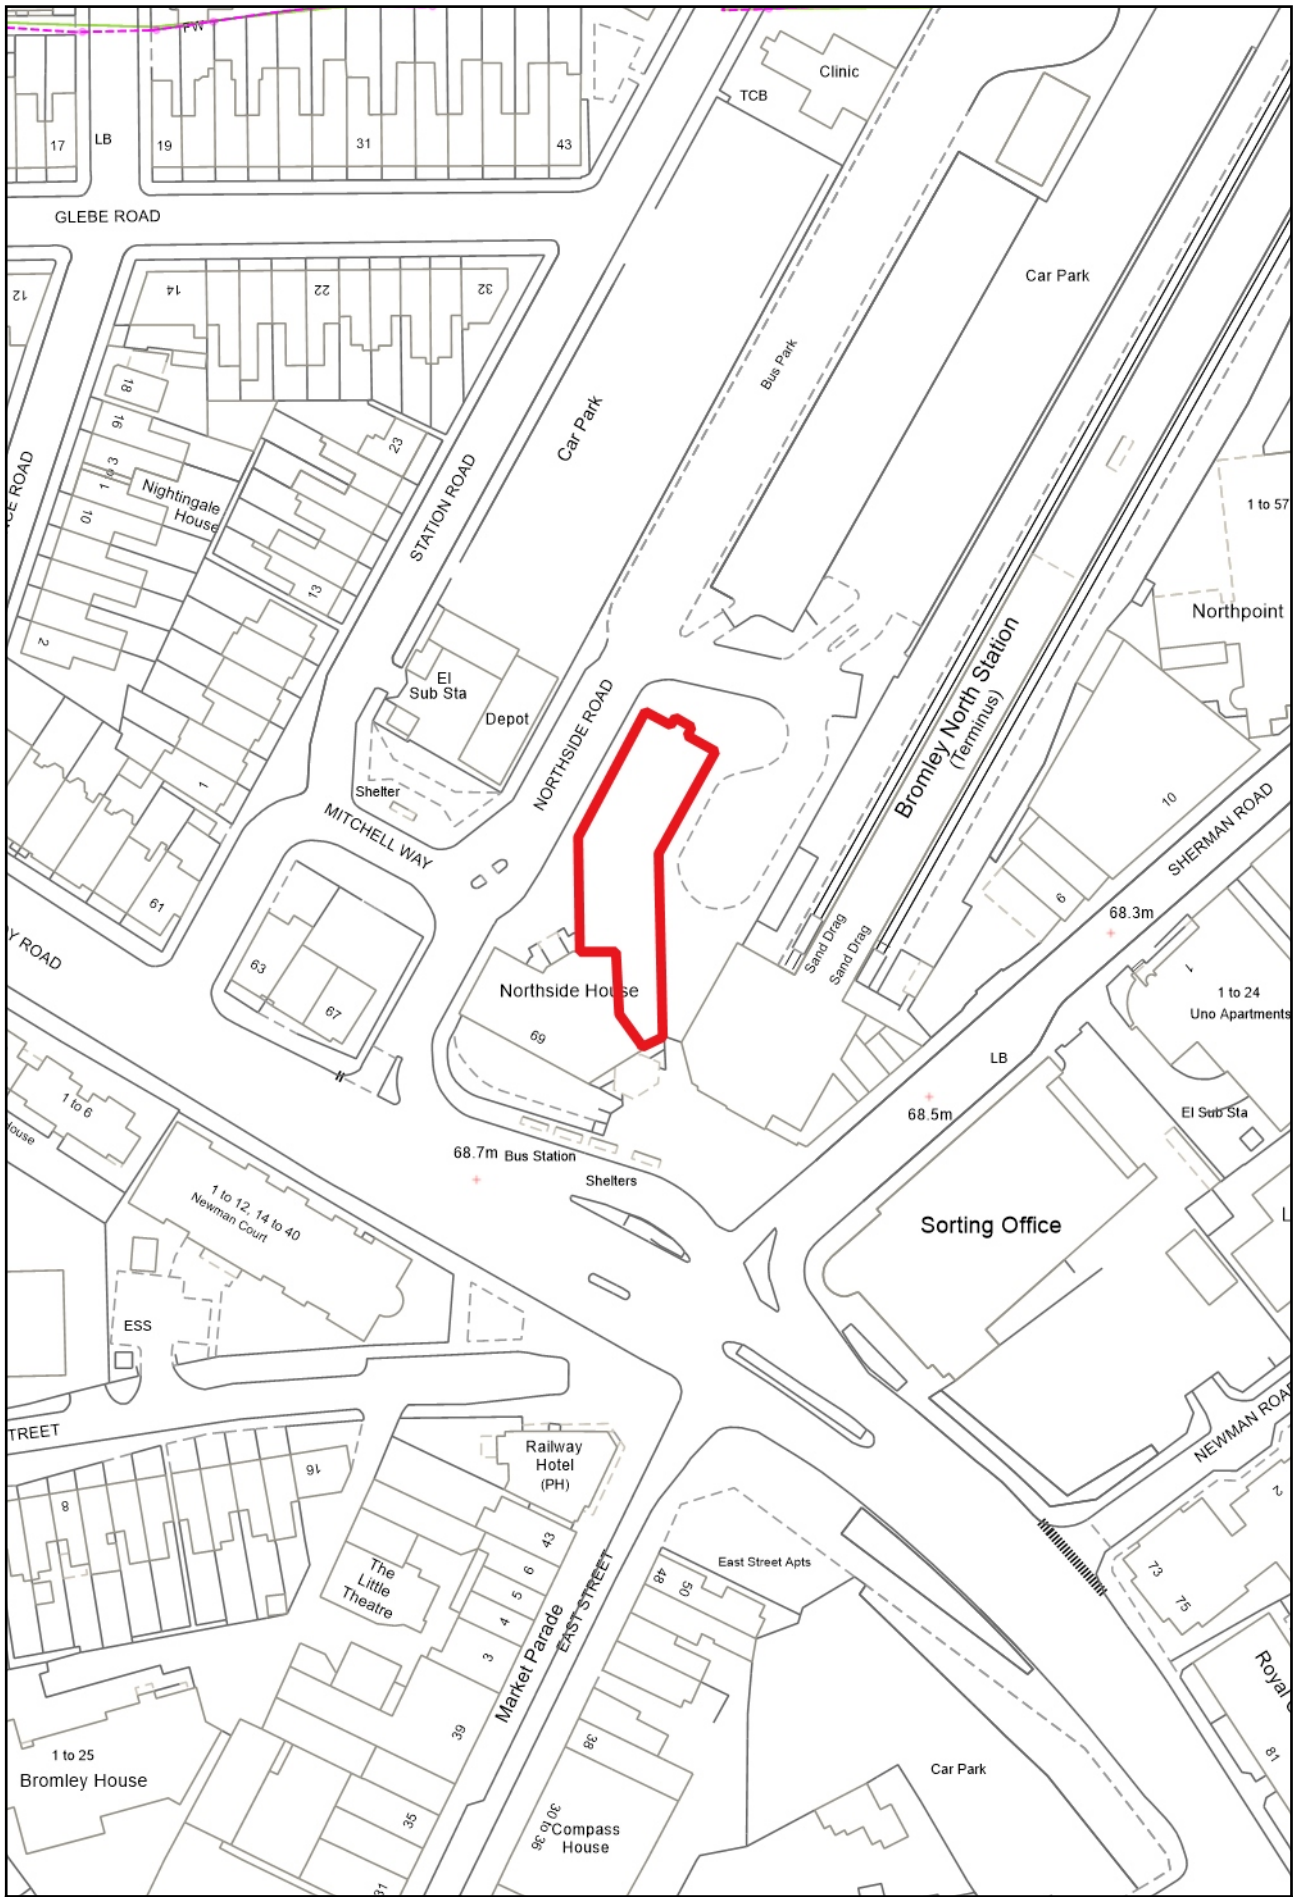 PW
Clinic
TCB
17
LB
19
31
43
GLEBE ROAD
12
14
22
32
Car Park
18
Bus Park
16
23
Car Park
1 to 3
Nightingale
House
STATION ROAD
10
1 to 57
13
Northpoint
2
El
Sub Sta
Depot
NORTHSIDE ROAD
Bromley North Station
(Terminus)
1
Shelter
MITCHELL WAY
10
SHERMAN ROAD
61
9
68.3m
Sand Drag
Sand Drag
63
67
Northside House
69
1
1 to 24
Uno Apartments
LB
1 to 6
68.5m
El Sub Sta
68.7m
Bus Station
Shelters
1 to 12, 14 to 40
Newman Court
Sorting Office
ESS
TREET
NEWMAN ROA
Railway
Hotel
(PH)
16
8
2
43
6
5
4
3
The
Little
Theatre
East Street Apts
48
50
EAST STREET
Market Parade
73
75
Royal
39
38
81
1 to 25
Bromley House
Car Park
35
30 to 36
Compass
House
31